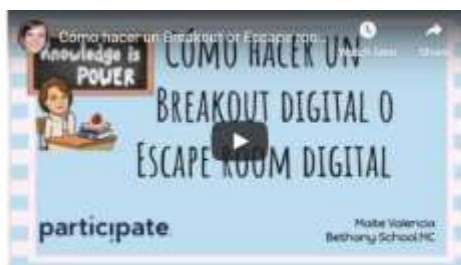 Cómo hacer un Breakout or Escape roo
Watch later
Share
Knowledge is
POWER
CÓMO HACER UN
BREAKOUT DIGITAL O
ESCAPE ROOM DIGITAL
participate
Maite Valencia
Bethany School NC